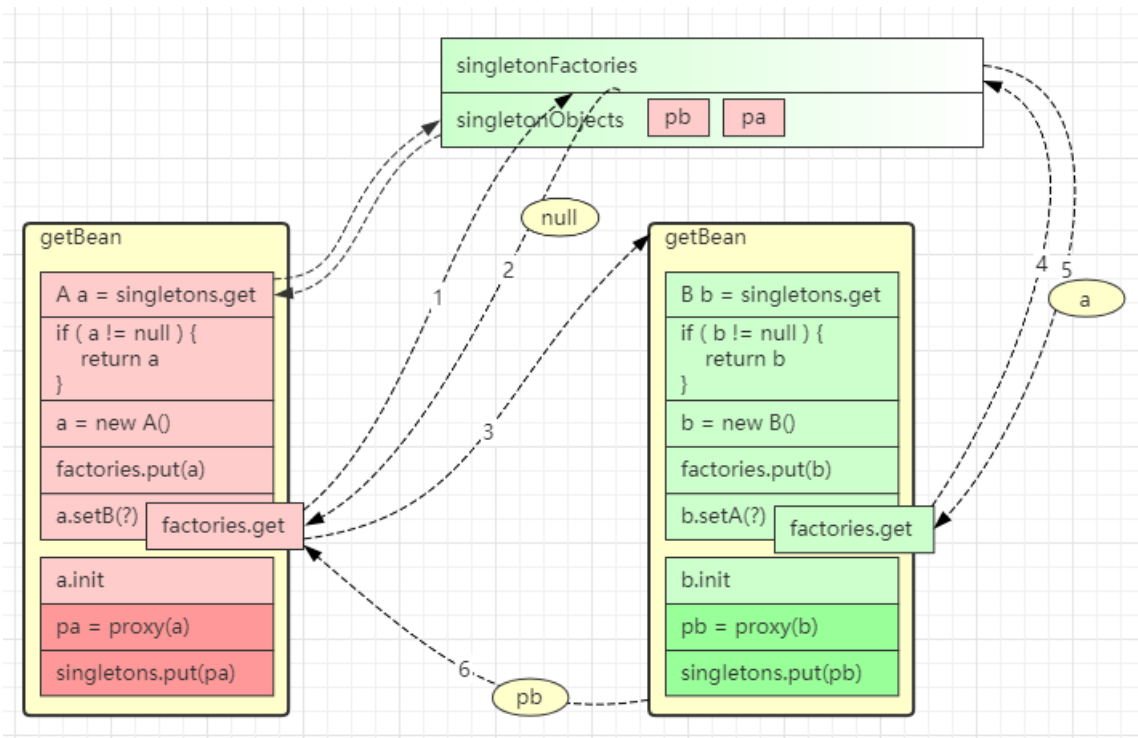 singletonFactories
singletonObjects
pb
pa
null
getBean
A a = singletons.get
if ( a != null ) {
return a
}
a = new A()
factories.put(a)
a.setB(?)
factories.get
a.init
pa = proxy(a)
singletons.put(pa)
1
2
3
getBean
B b = singletons.get
if ( b != null ) {
return b
}
b = new B()
factories.put(b)
b.setA(?)
factories.get
b.init
pb = proxy(b)
singletons.put(pb)
4
5
a
6
pb